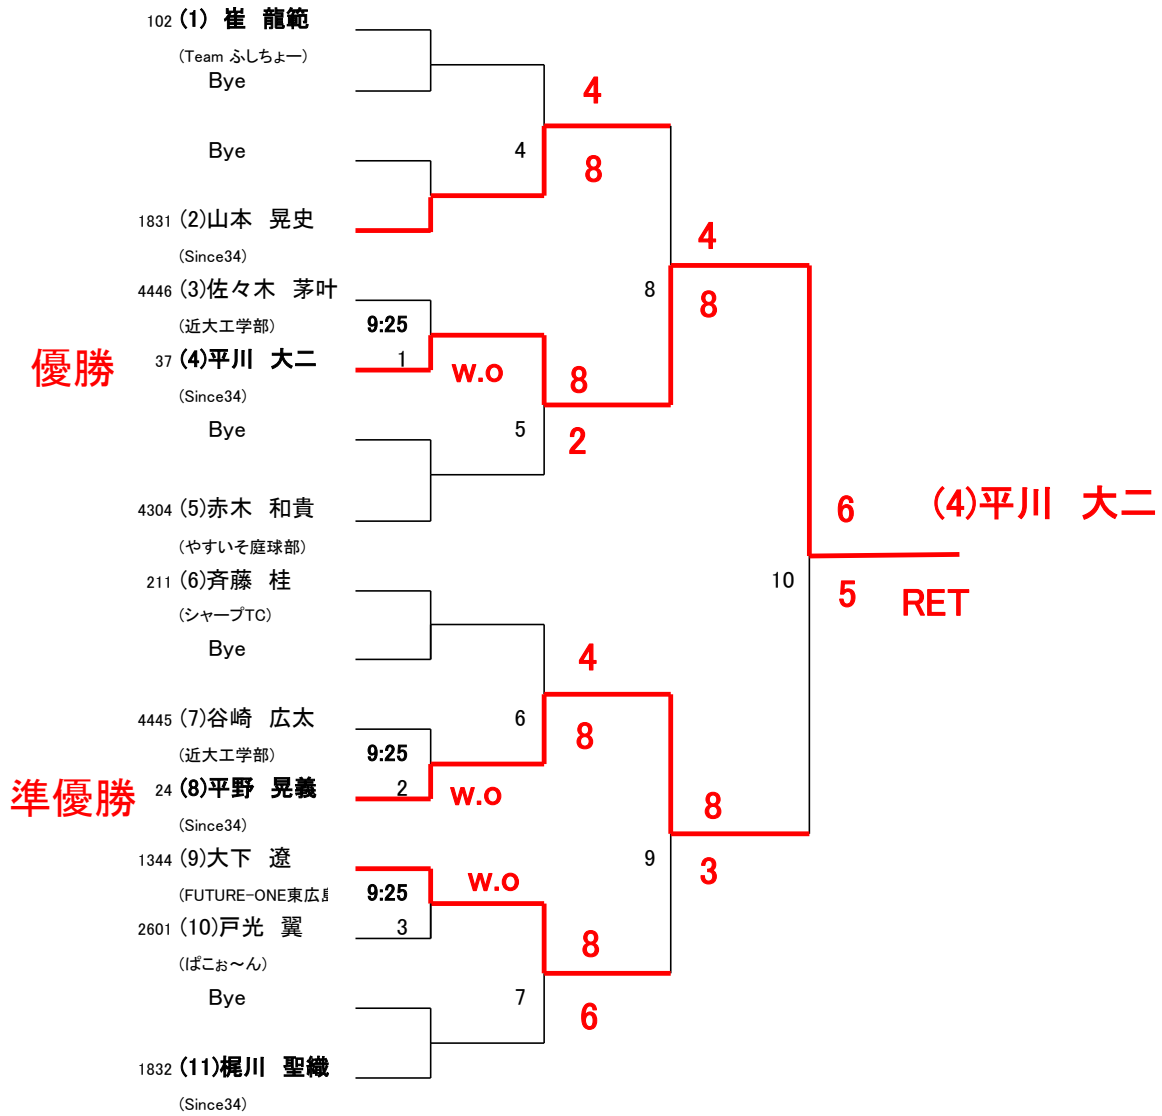 102 (1) 崔 龍範
(Team ふしちょー)
Bye
4
Bye
4
8
1831 (2)山本 晃史
(Since34)
4
4446 (3)佐々木 茅叶
8
8
(近大工学部)
9:25
優勝
37 (4)平川 大二
1
w.o
8
(Since34)
Bye
5
2
4304 (5)赤木 和貴
6
(4)平川 大二
(やすいそ庭球部)
211 (6)斉藤 桂
10
5
RET
(シャープTC)
Bye
4
4445 (7)谷崎 広太
6
8
(近大工学部)
9:25
準優勝
24 (8)平野 晃義
2
w.o
8
(Since34)
1344 (9)大下 遼
9
3
w.o
(FUTURE-ONE東広島
9:25
2601 (10)戸光 翼
3
8
(ぱこぉ～ん)
Bye
7
6
1832 (11)梶川 聖織
(Since34)